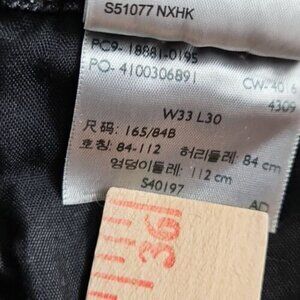 S51077 NXHK
PC9- 18881-0195
PO- 4100306891
CW-40 6
4309
W33 L30
尺码: 165/84B
호칭: 84-112 허리둘레: 84 cm
엉덩이둘레: 112 cm
S40197
AD
36